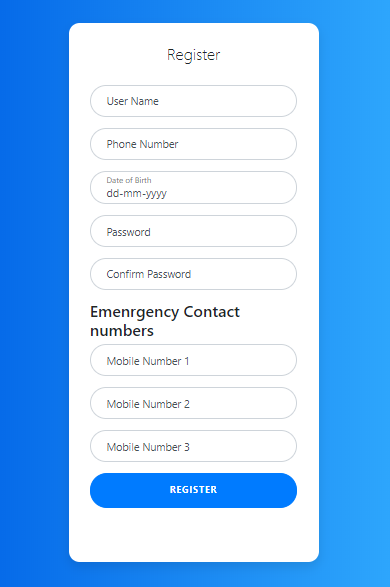 Register
User Name
Phone Number
Date of Birth
dd-mm-yyyy
Password
Confirm Password
Emenrgency Contact
numbers
Mobile Number 1
Mobile Number 2
Mobile Number 3
REGISTER